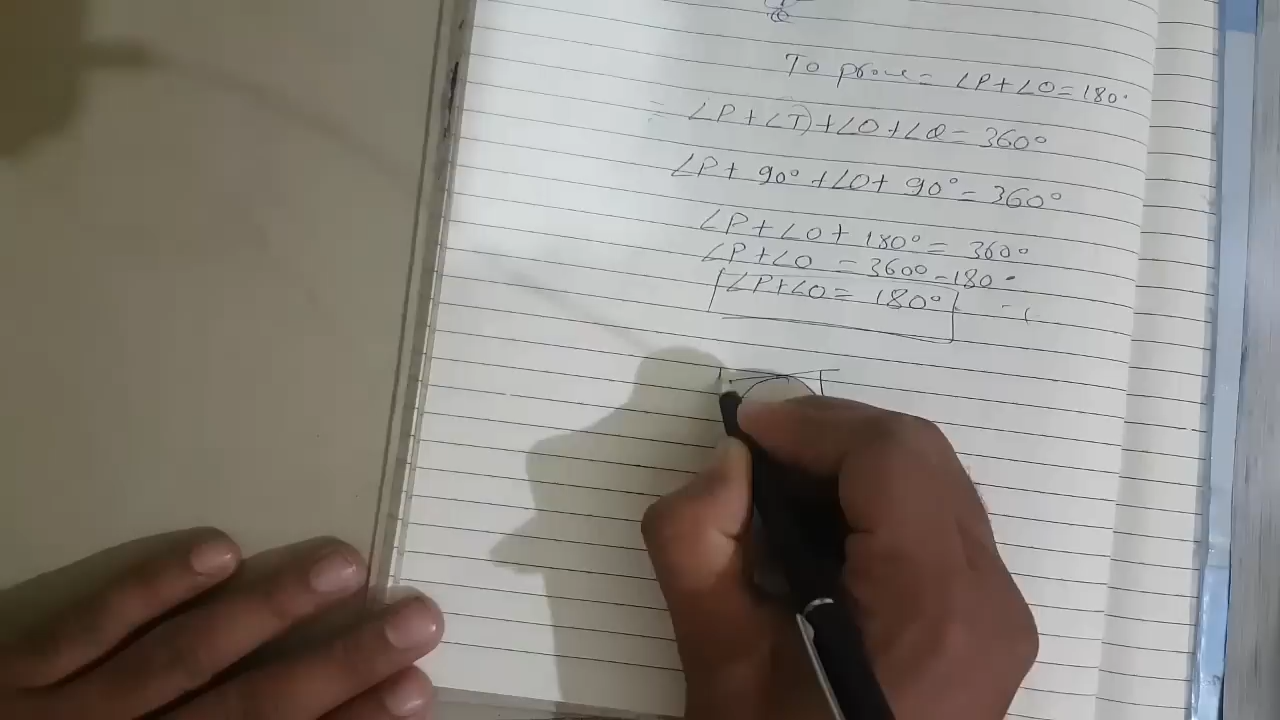 To prove = ∠P+∠O=180°
= ∠P+∠T)+∠O+∠Q=360°
∠P+ 90°+∠O+ 90°=360°
∠P+∠O+180°= 360°
∠P+∠O =360°-180°
∠P+∠O= 180°